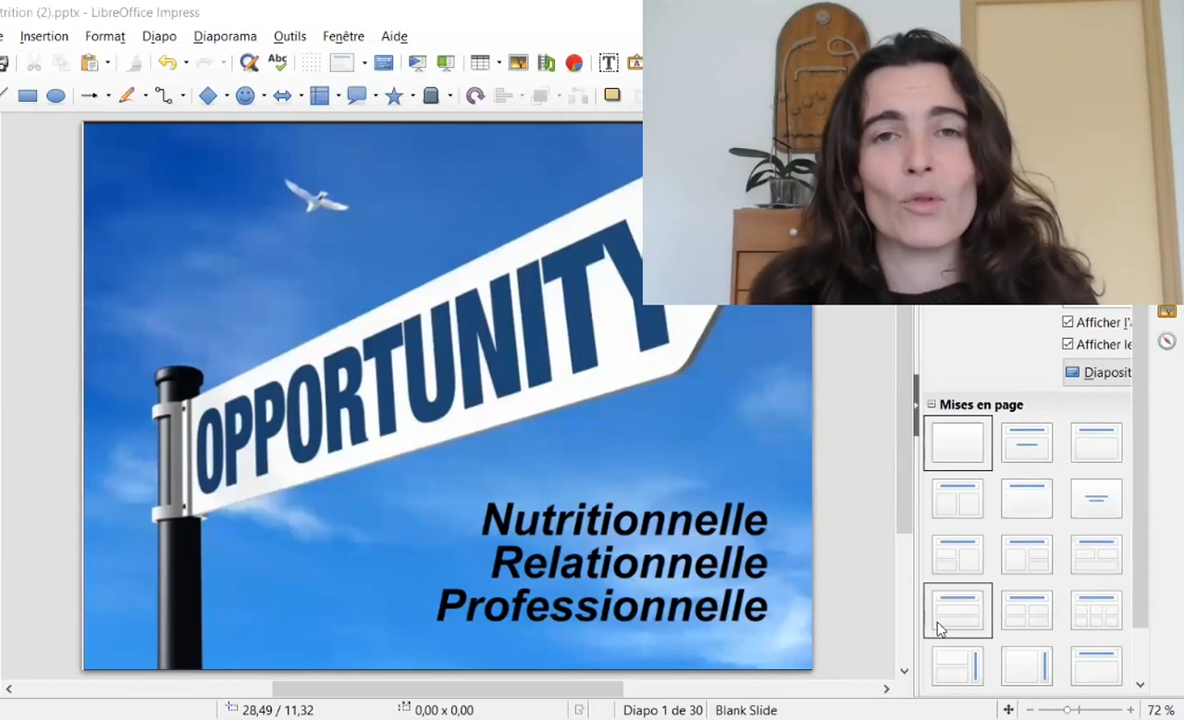 trition (2).pptx - LibreOffice Impress
Insertion Format Diapo Diaporama Outils Fenêtre Aide
Abc
T
OPPORTUNITY
Nutritionnelle
Relationnelle
Professionnelle
Afficher l'
Afficher le
Diaposit
Mises en page
28,49 / 11,32 0,00 x 0,00 Diapo 1 de 30 Blank Slide 72 %